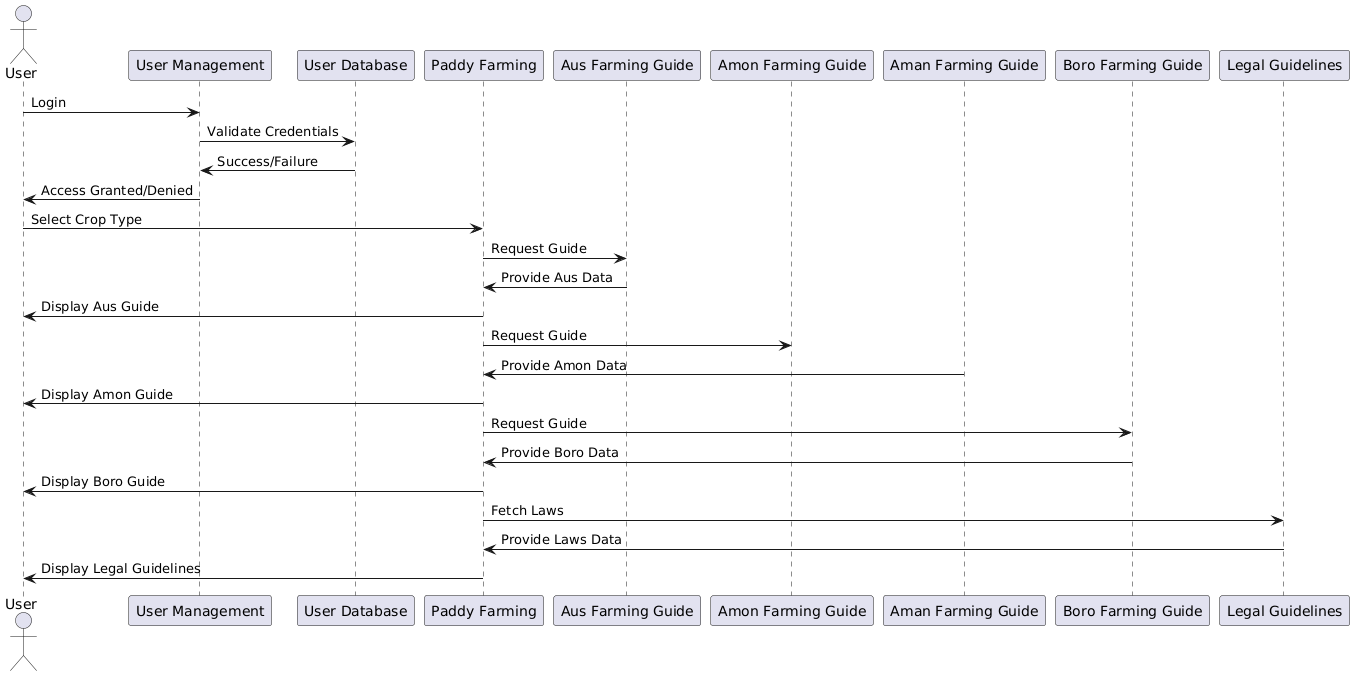 User
User Management
User Database
Paddy Farming
Aus Farming Guide
Amon Farming Guide
Aman Farming Guide
Boro Farming Guide
Legal Guidelines
Login
Validate Credentials
Success/Failure
Access Granted/Denied
Select Crop Type
Request Guide
Provide Aus Data
Display Aus Guide
Request Guide
Provide Amon Data
Display Amon Guide
Request Guide
Provide Boro Data
Display Boro Guide
Fetch Laws
Provide Laws Data
Display Legal Guidelines
User
User Management
User Database
Paddy Farming
Aus Farming Guide
Amon Farming Guide
Aman Farming Guide
Boro Farming Guide
Legal Guidelines